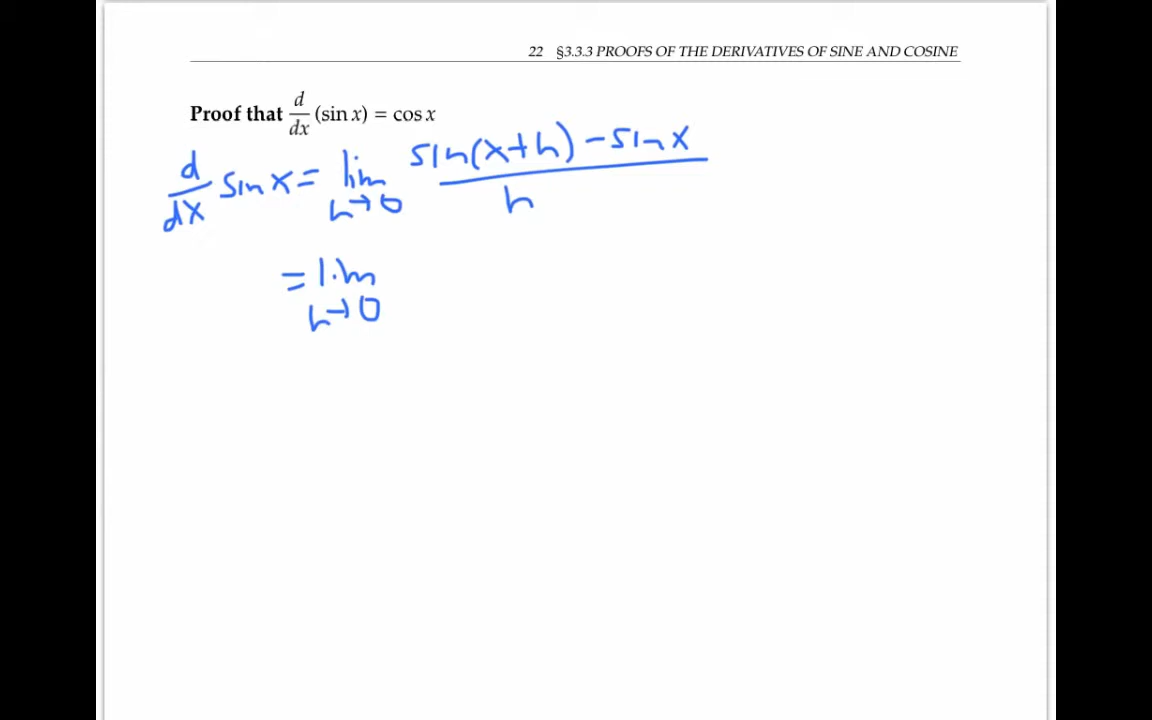 22 §3.3.3 PROOFS OF THE DERIVATIVES OF SINE AND COSINE
Proof that d/dx (sin x) = cos x
d/dx sin x = lim h→0 (sin(x+h) - sin x)/h
= lim h→0